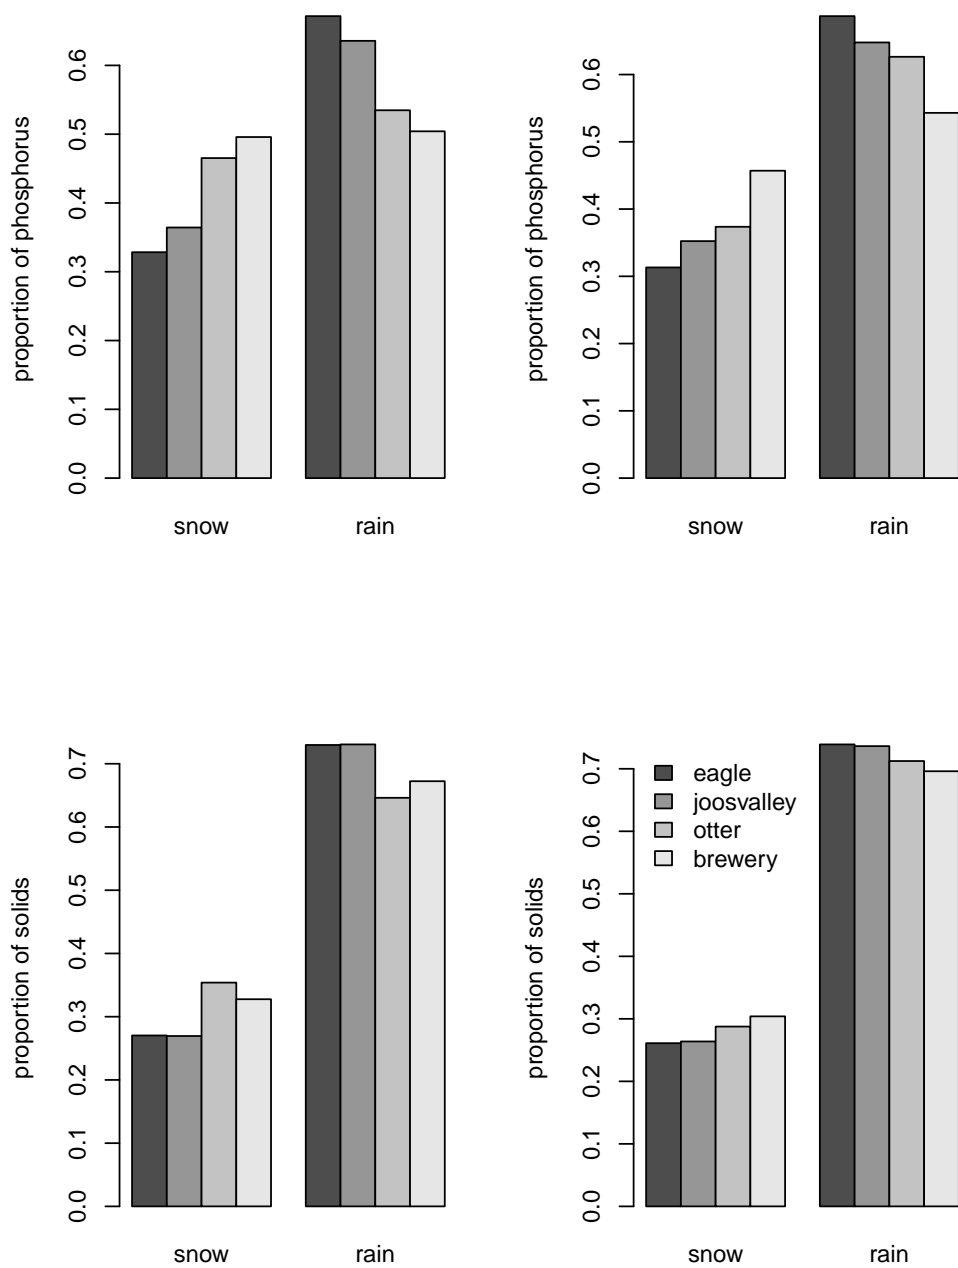 proportion of phosphorus
0.0 0.1 0.2 0.3 0.4 0.5 0.6
snow rain
proportion of phosphorus
0.0 0.1 0.2 0.3 0.4 0.5 0.6
snow rain
proportion of solids
0.0 0.1 0.2 0.3 0.4 0.5 0.6 0.7
snow rain
proportion of solids
0.0 0.1 0.2 0.3 0.4 0.5 0.6 0.7
eagle
joosvalley
otter
brewery
snow rain